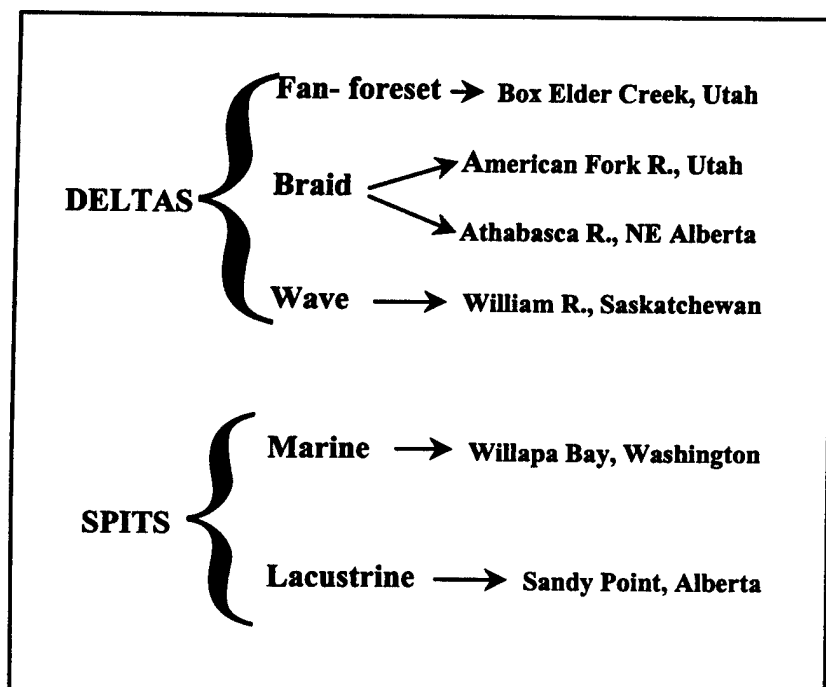 Fan- foreset → Box Elder Creek, Utah
DELTAS
Braid
American Fork R., Utah
Athabasca R., NE Alberta
Wave → William R., Saskatchewan
SPITS
Marine → Willapa Bay, Washington
Lacustrine → Sandy Point, Alberta